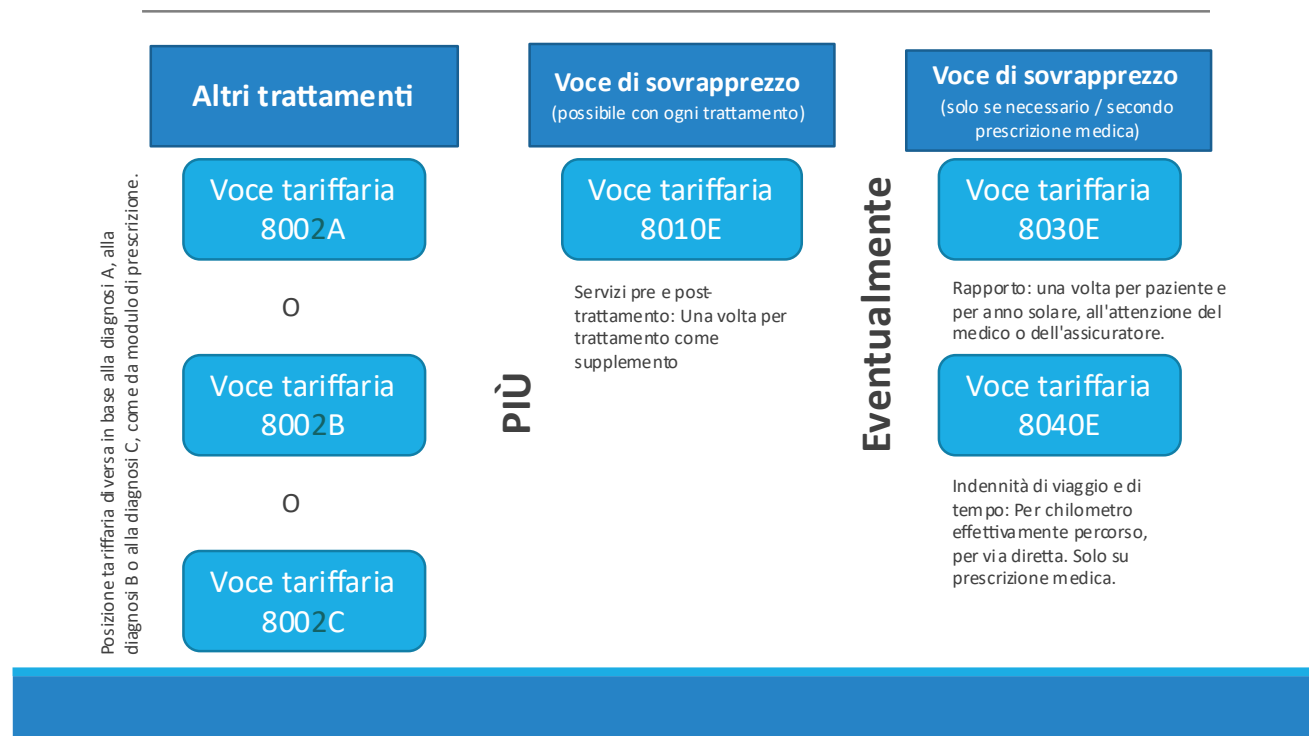 Altri trattamenti
Posizione tariffaria diversa in base alla diagnosi A, alla
diagnosi B o alla diagnosi C, come da modulo di prescrizione.
Voce tariffaria
8002A
O
Voce tariffaria
8002B
O
Voce tariffaria
8002C
PIÙ
Voce di sovrapprezzo
(possibile con ogni trattamento)
Voce tariffaria
8010E
Servizi pre e post-
trattamento: Una volta per
trattamento come
supplemento
Eventualmente
Voce di sovrapprezzo
(solo se necessario / secondo
prescrizione medica)
Voce tariffaria
8030E
Rapporto: una volta per paziente e
per anno solare, all'attenzione del
medico o dell'assicuratore.
Voce tariffaria
8040E
Indennità di viaggio e di
tempo: Per chilometro
effettivamente percorso,
per via diretta. Solo su
prescrizione medica.